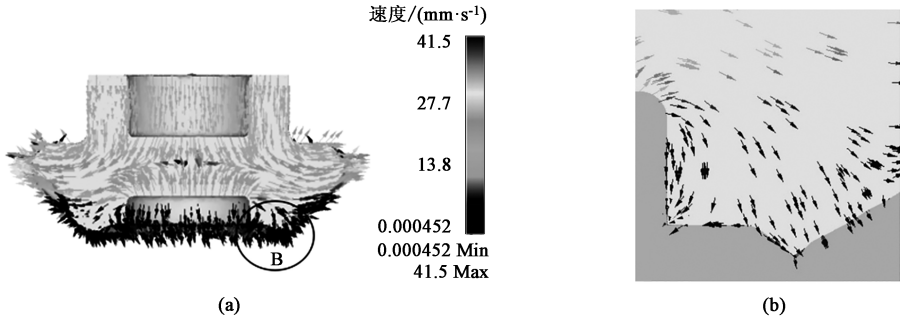 速度/(mm·s⁻¹)
41.5
27.7
13.8
0.000452
0.000452 Min
41.5 Max
B
(a)
(b)